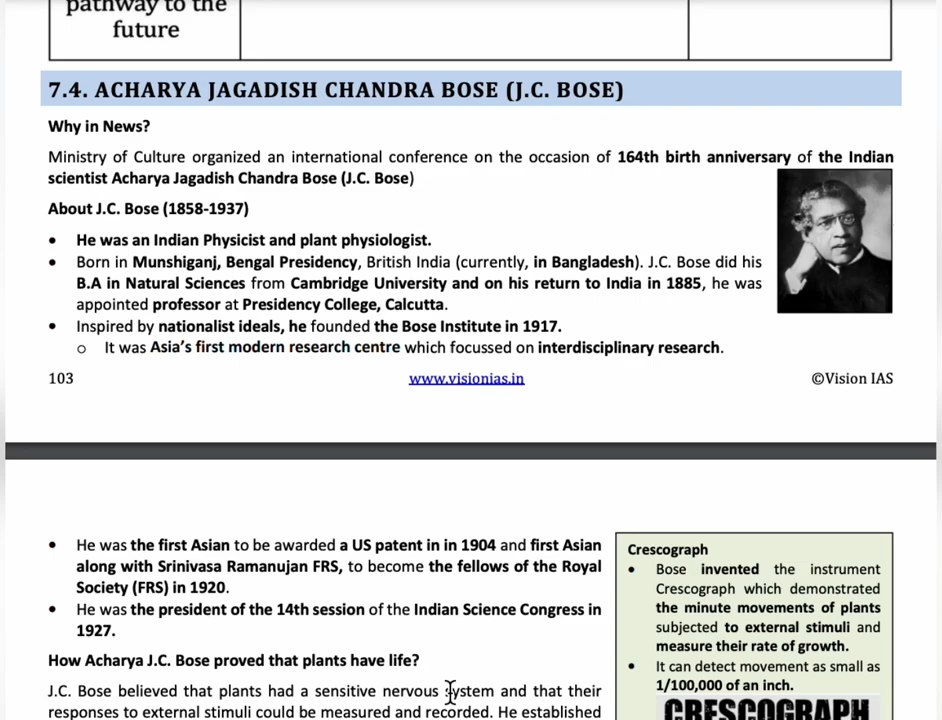 pathway to the
future
7.4. ACHARYA JAGADISH CHANDRA BOSE (J.C. BOSE)
Why in News?
Ministry of Culture organized an international conference on the occasion of 164th birth anniversary of the Indian
scientist Acharya Jagadish Chandra Bose (J.C. Bose)
About J.C. Bose (1858-1937)
• He was an Indian Physicist and plant physiologist.
• Born in Munshiganj, Bengal Presidency, British India (currently, in Bangladesh). J.C. Bose did his
B.A in Natural Sciences from Cambridge University and on his return to India in 1885, he was
appointed professor at Presidency College, Calcutta.
• Inspired by nationalist ideals, he founded the Bose Institute in 1917.
o It was Asia's first modern research centre which focussed on interdisciplinary research.
103 www.visionias.in ©Vision IAS
• He was the first Asian to be awarded a US patent in in 1904 and first Asian
along with Srinivasa Ramanujan FRS, to become the fellows of the Royal
Society (FRS) in 1920.
• He was the president of the 14th session of the Indian Science Congress in
1927.
How Acharya J.C. Bose proved that plants have life?
J.C. Bose believed that plants had a sensitive nervous system and that their
responses to external stimuli could be measured and recorded. He established
Crescograph
• Bose invented the instrument
Crescograph which demonstrated
the minute movements of plants
subjected to external stimuli and
measure their rate of growth.
• It can detect movement as small as
1/100,000 of an inch.
CRESCOGRAPH